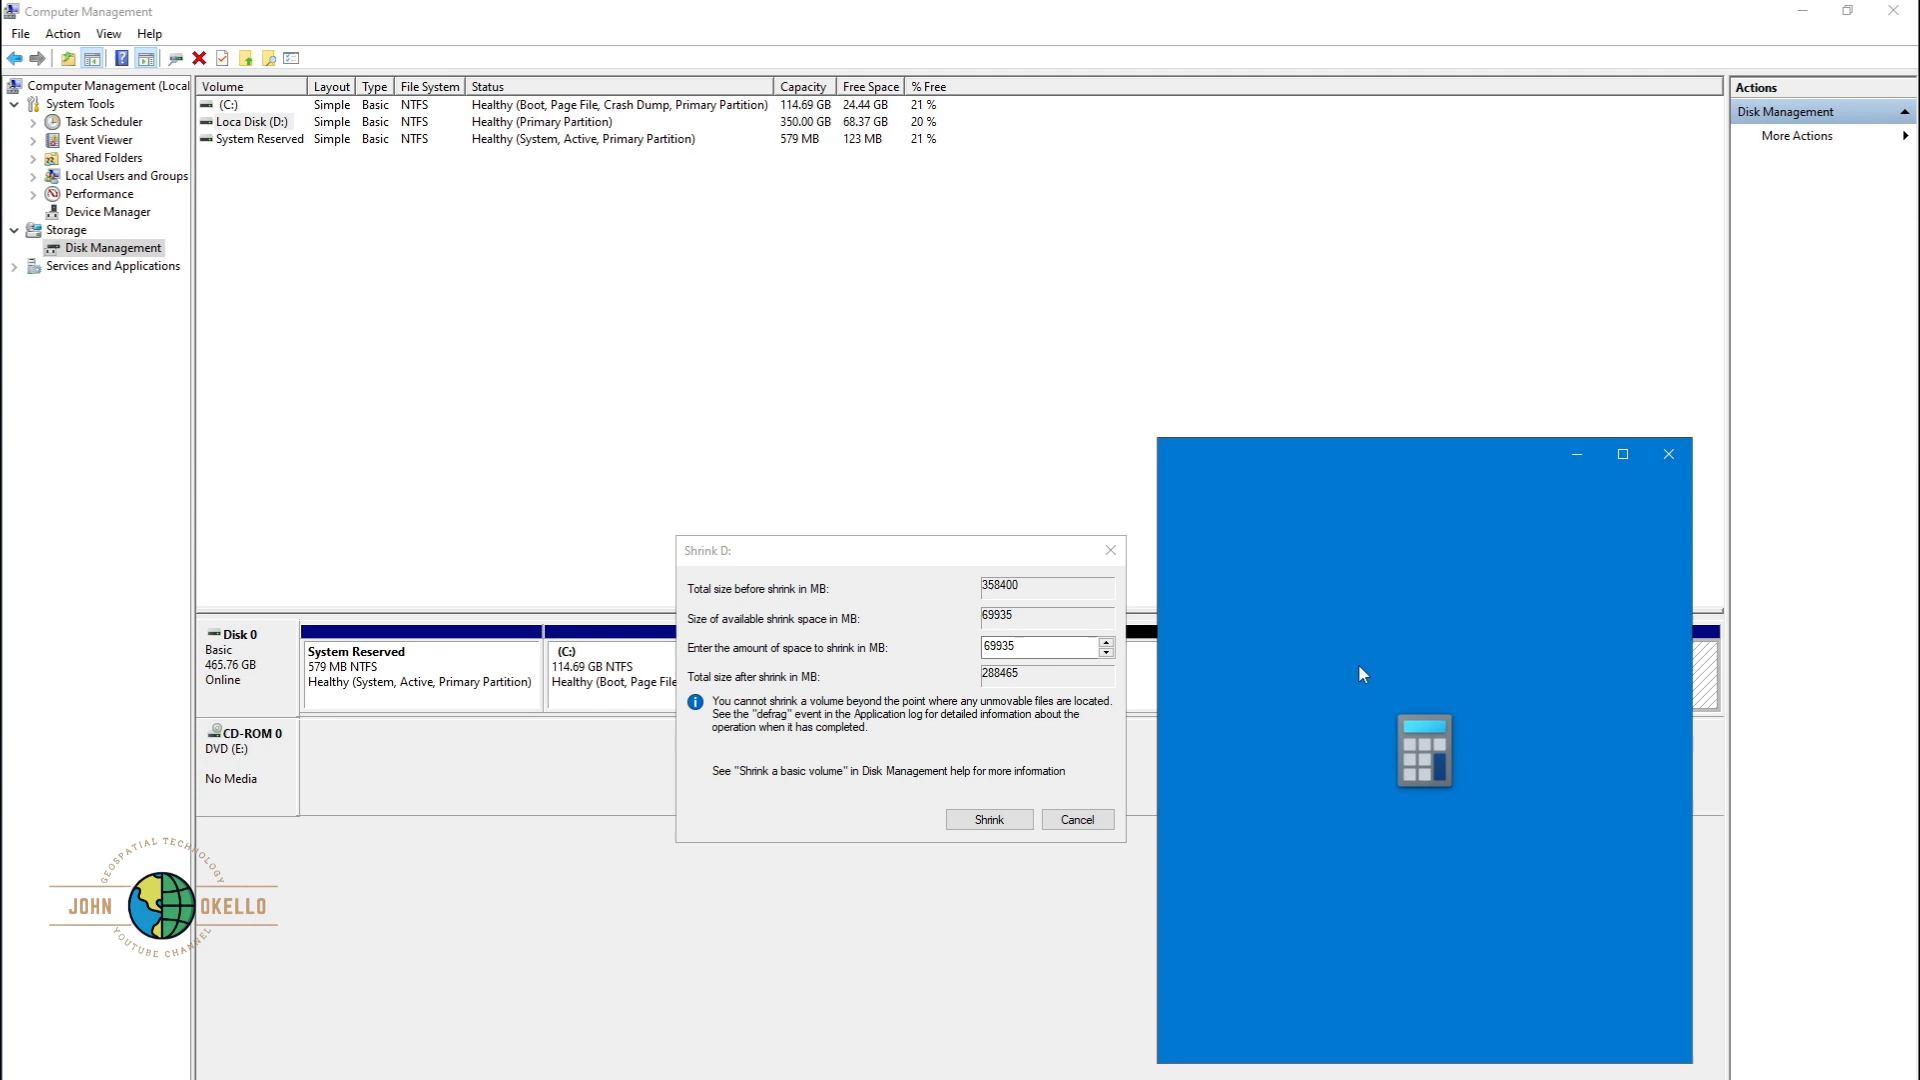 Computer Management
File Action View Help
Computer Management (Local
System Tools
Task Scheduler
Event Viewer
Shared Folders
Local Users and Groups
Performance
Device Manager
Storage
Disk Management
Services and Applications
Volume Layout Type File System Status Capacity Free Space % Free
(C:) Simple Basic NTFS Healthy (Boot, Page File, Crash Dump, Primary Partition) 114.69 GB 24.44 GB 21 %
Loca Disk (D:) Simple Basic NTFS Healthy (Primary Partition) 350.00 GB 68.37 GB 20 %
System Reserved Simple Basic NTFS Healthy (System, Active, Primary Partition) 579 MB 123 MB 21 %
Actions
Disk Management
More Actions
Shrink D:
Total size before shrink in MB: 358400
Size of available shrink space in MB: 69935
Enter the amount of space to shrink in MB: 69935
Total size after shrink in MB: 288465
You cannot shrink a volume beyond the point where any unmovable files are located.
See the "defrag" event in the Application log for detailed information about the
operation when it has completed.
See "Shrink a basic volume" in Disk Management help for more information
Shrink Cancel
Disk 0
Basic
465.76 GB
Online
System Reserved
579 MB NTFS
Healthy (System, Active, Primary Partition)
(C:)
114.69 GB NTFS
Healthy (Boot, Page File
CD-ROM 0
DVD (E:)
No Media
GEOSPATIAL TECHNOLOGY
JOHN OKELLO
YOUTUBE CHANNEL